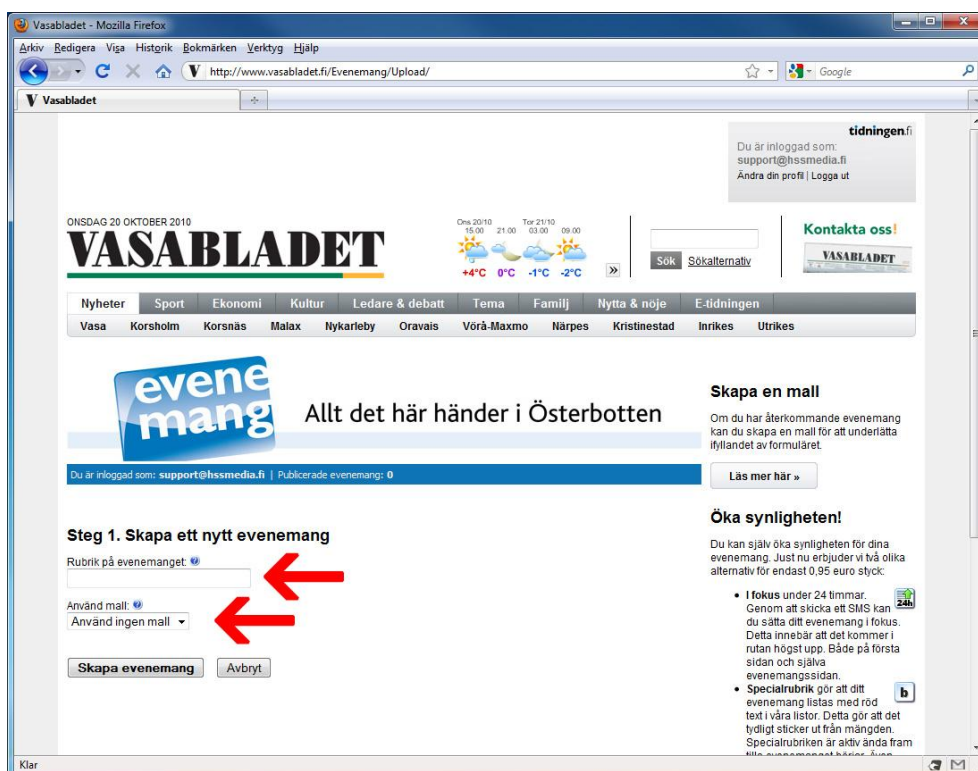 Vasabladet - Mozilla Firefox
Arkiv Redigera Visa Historik Bokmärken Verktyg Hjälp
http://www.vasabladet.fi/Evenemang/Upload/
Google
Vasabladet
tidningen.fi
Du är inloggad som:
support@hssmedia.fi
Ändra din profil | Logga ut
ONSDAG 20 OKTOBER 2010
VASABLADET
Ons 20/10 Tor 21/10
15.00 21.00 03.00 09.00
+4°C 0°C -1°C -2°C
»
Sök Sökalternativ
Kontakta oss!
VASABLADET
Nyheter Sport Ekonomi Kultur Ledare & debatt Tema Familj Nytta & nöje E-tidningen
Vasa Korsholm Korsnäs Malax Nykarleby Oravais Vörå-Maxmo Närpes Kristinestad Inrikes Utrikes
evene
mang
Allt det här händer i Österbotten
Du är inloggad som: support@hssmedia.fi | Publicerade evenemang: 0
Steg 1. Skapa ett nytt evenemang
Rubrik på evenemanget: ?
Använd mall: ?
Använd ingen mall
Skapa evenemang Avbryt
Skapa en mall
Om du har återkommande evenemang
kan du skapa en mall för att underlätta
ifyllandet av formuläret.
Läs mer här »
Öka synligheten!
Du kan själv öka synligheten för dina
evenemang. Just nu erbjuder vi två olika
alternativ för endast 0,95 euro styck:
• I fokus under 24 timmar.
24h
Genom att skicka ett SMS kan
du sätta ditt evenemang i fokus.
Detta innebär att det kommer i
rutan högst upp. Både på första
sidan och själva
evenemangssidan.
• Specialrubrik gör att ditt
b
evenemang listas med röd
text i våra listor. Detta gör att det
tydligt sticker ut från mängden.
Specialrubriken är aktiv ända fram
Klar